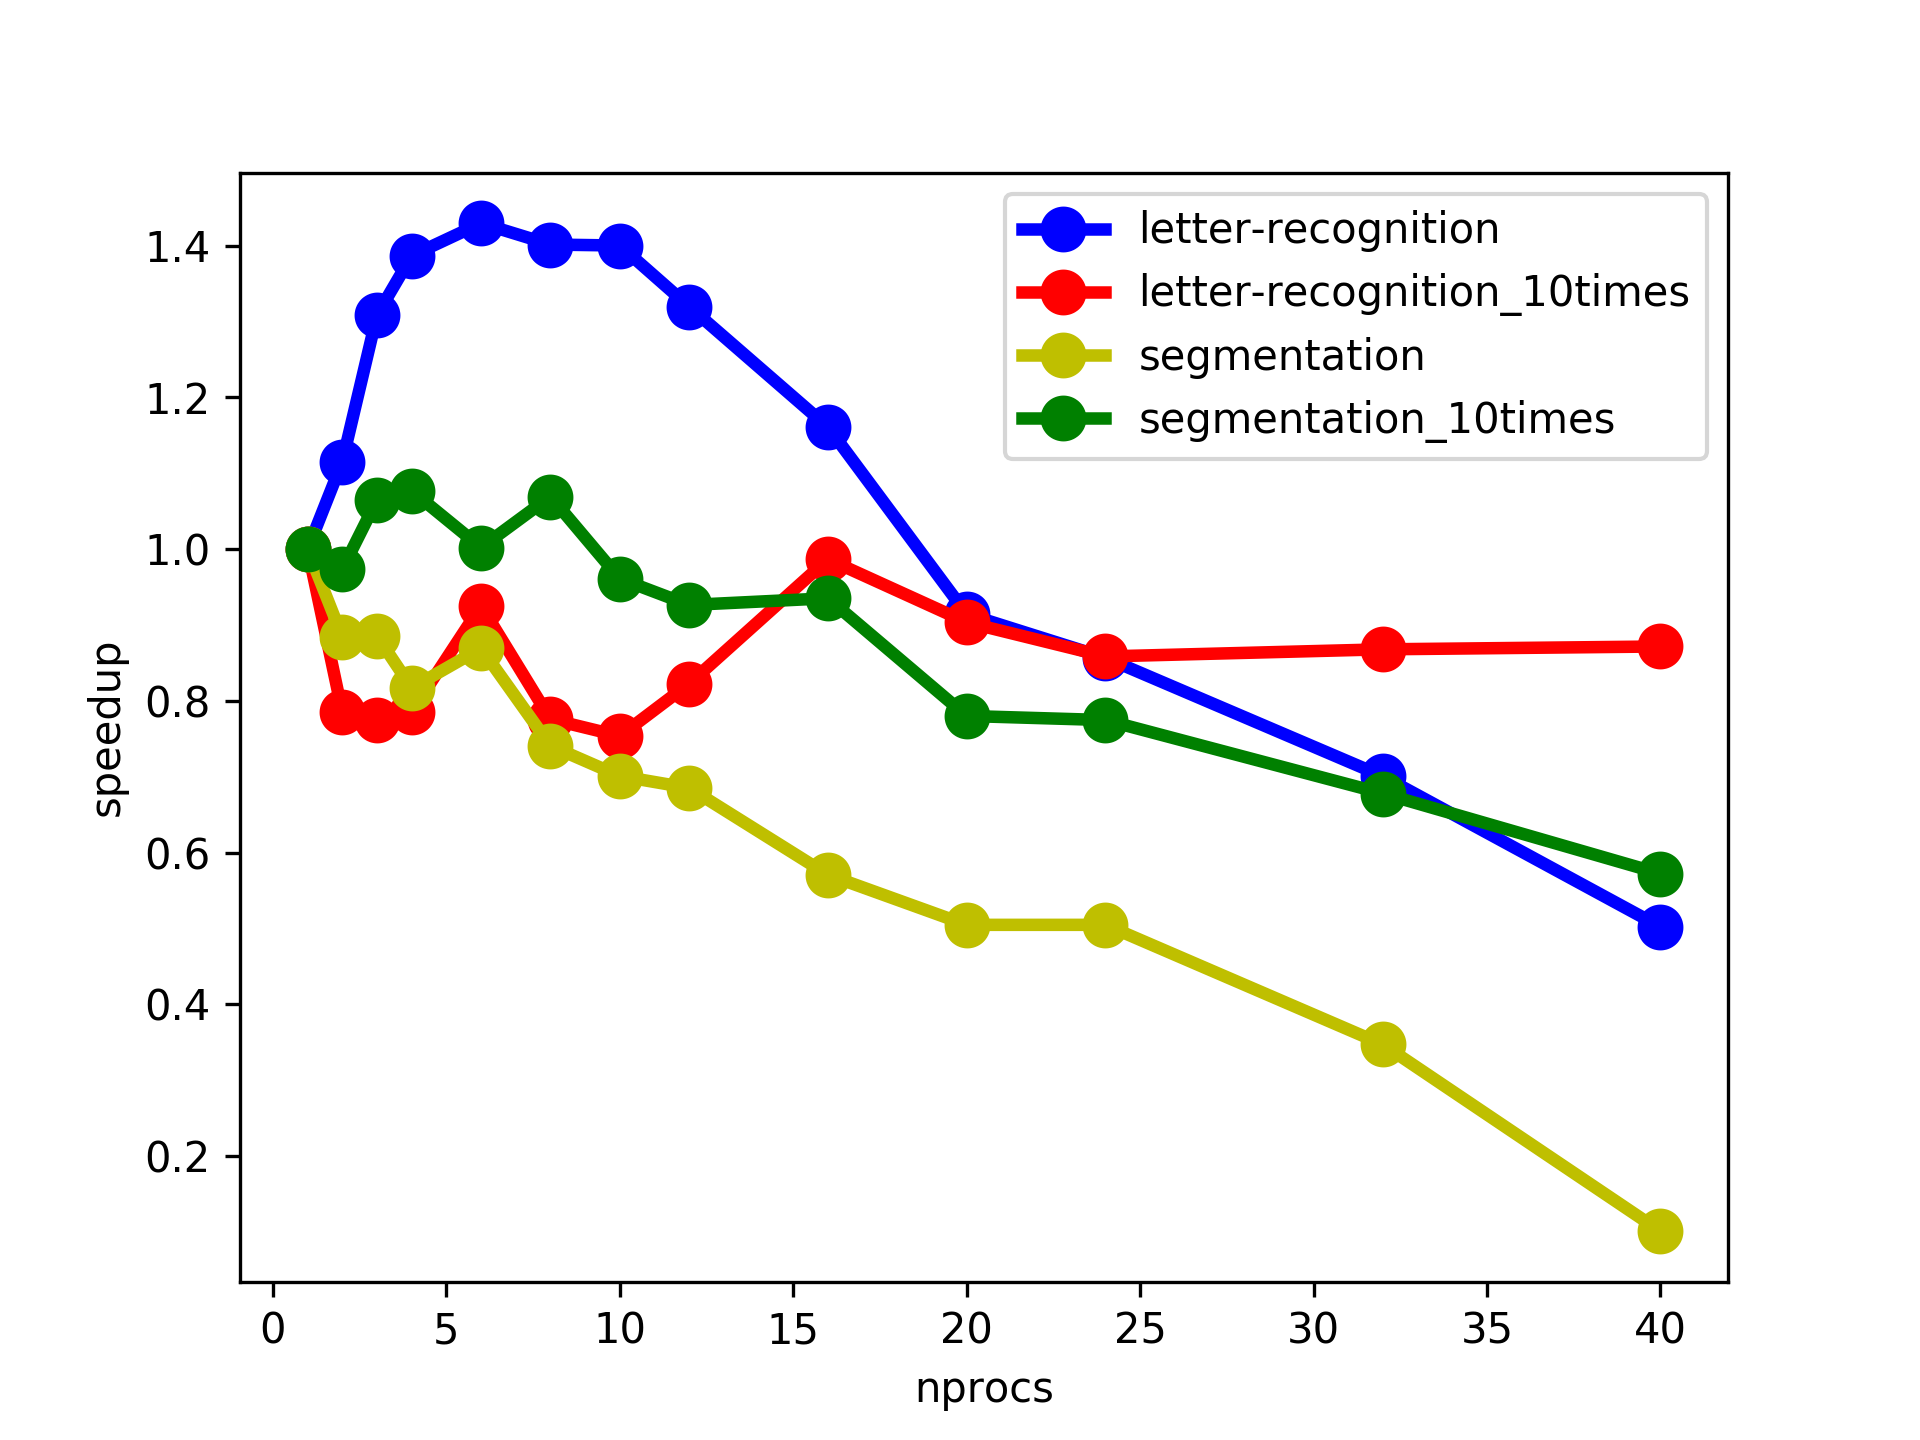 letter-recognition
letter-recognition_10times
segmentation
segmentation_10times
1.4
1.2
1.0
0.8
0.6
0.4
0.2
speedup
0 5 10 15 20 25 30 35 40
nprocs